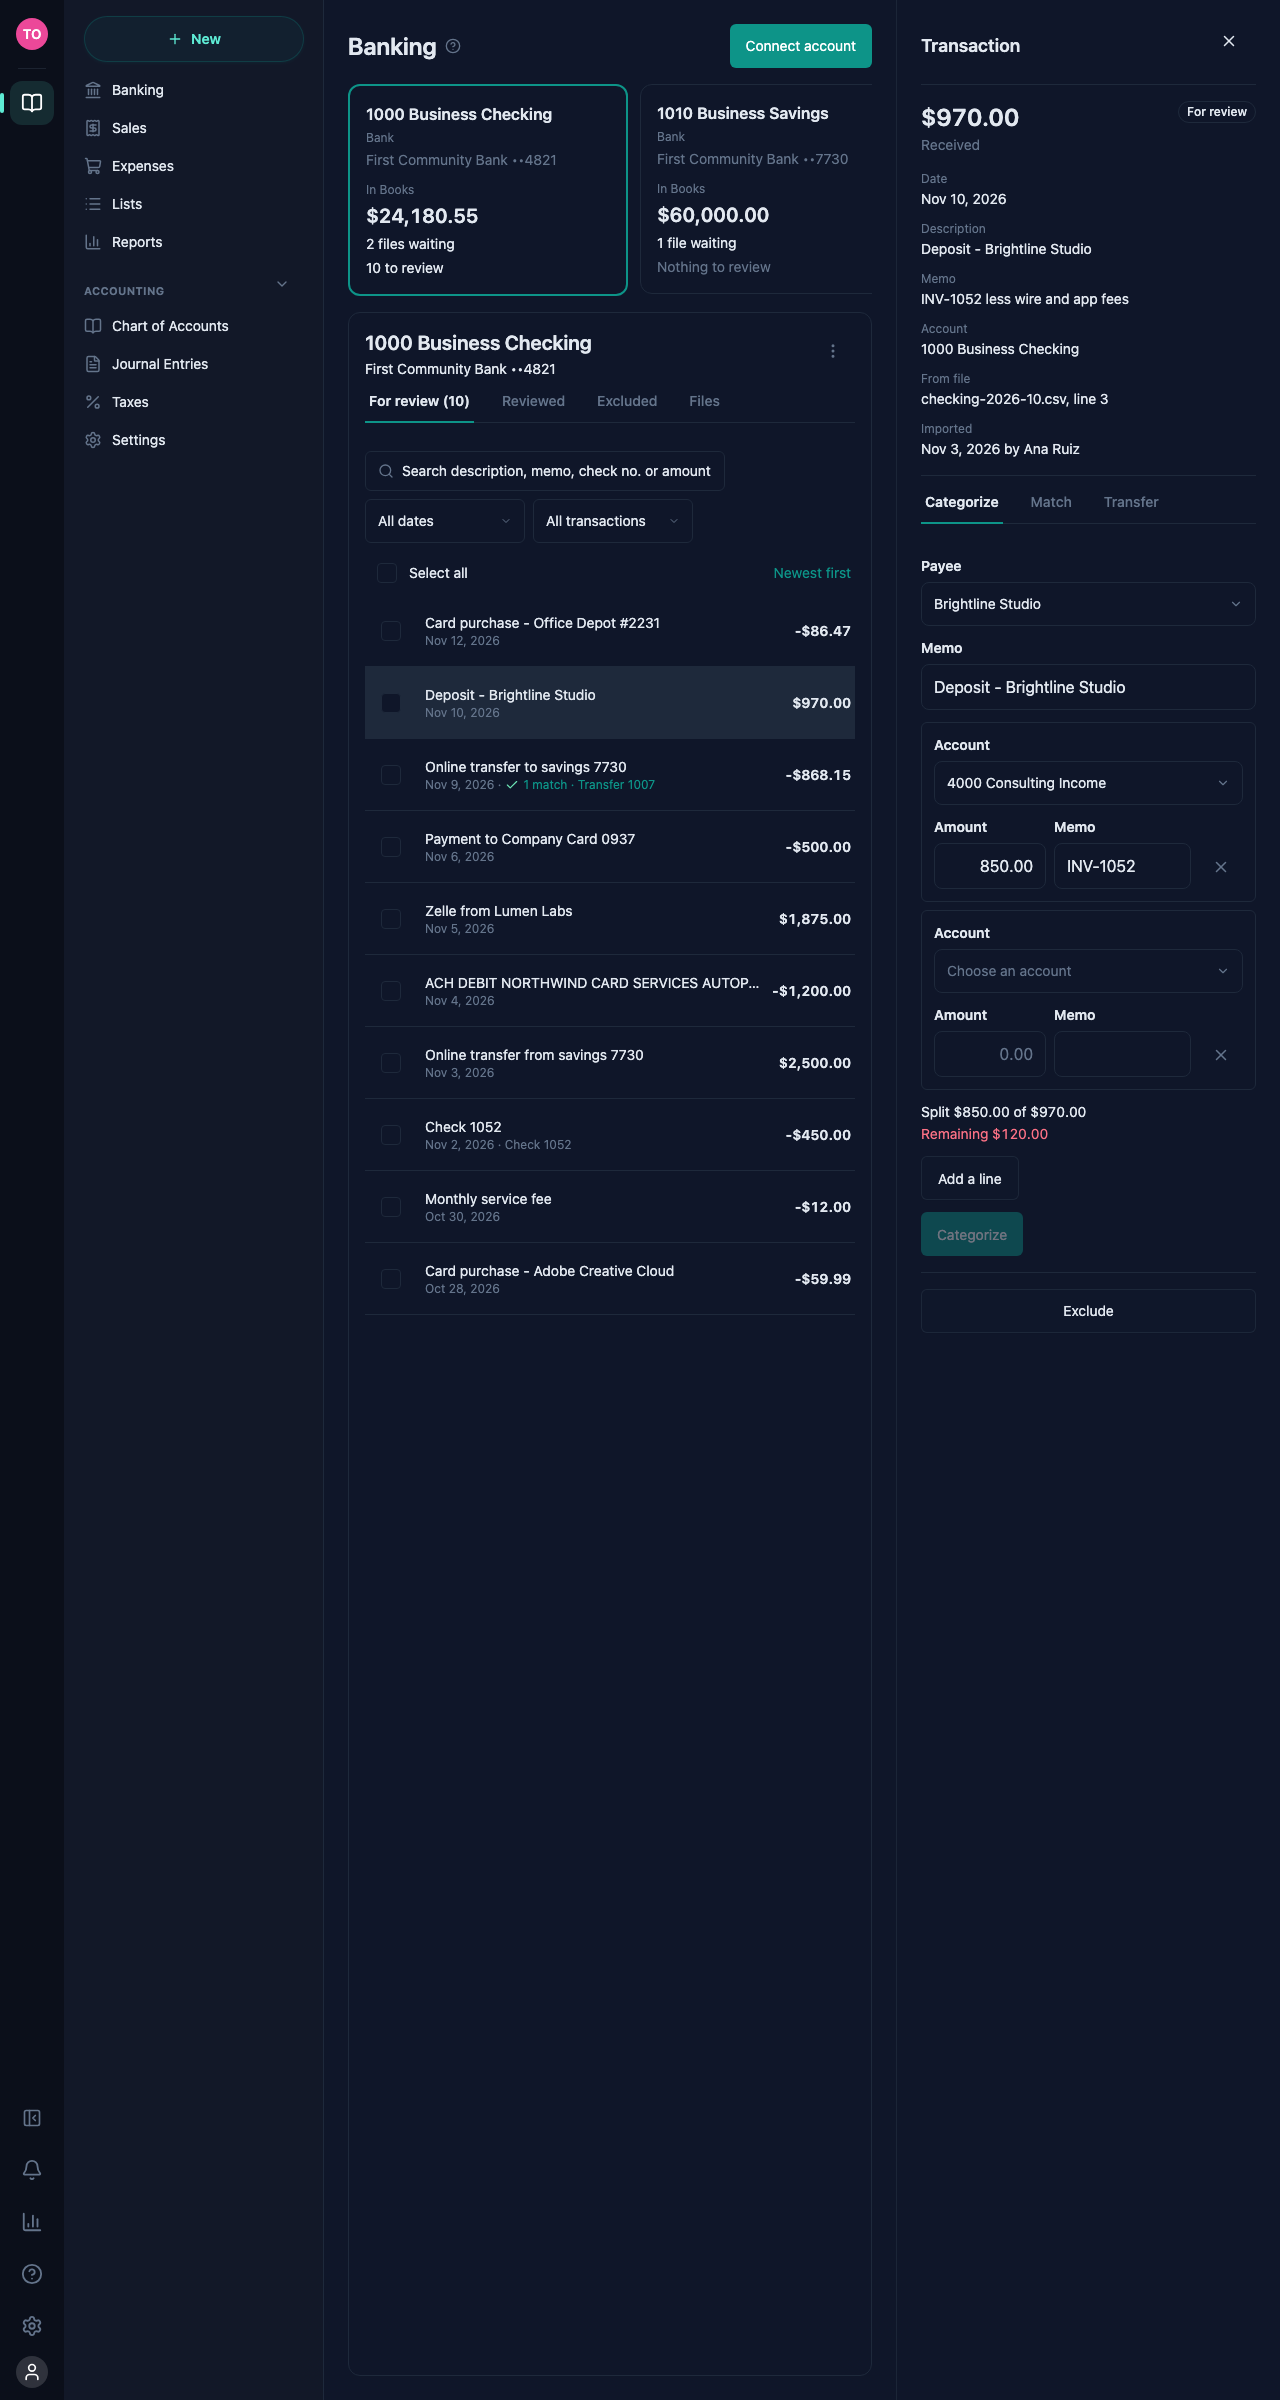 TO
New
Banking
Sales
Expenses
Lists
Reports
ACCOUNTING
Chart of Accounts
Journal Entries
Taxes
Settings
Banking
Connect account
1000 Business Checking
Bank
First Community Bank ••4821
In Books
$24,180.55
2 files waiting
10 to review
1010 Business Savings
Bank
First Community Bank ••7730
In Books
$60,000.00
1 file waiting
Nothing to review
1000 Business Checking
First Community Bank ••4821
For review (10) Reviewed Excluded Files
Search description, memo, check no. or amount
All dates All transactions
Select all Newest first
Card purchase - Office Depot #2231
Nov 12, 2026
-$86.47
Deposit - Brightline Studio
Nov 10, 2026
$970.00
Online transfer to savings 7730
Nov 9, 2026 · 1 match · Transfer 1007
-$868.15
Payment to Company Card 0937
Nov 6, 2026
-$500.00
Zelle from Lumen Labs
Nov 5, 2026
$1,875.00
ACH DEBIT NORTHWIND CARD SERVICES AUTOP...
Nov 4, 2026
-$1,200.00
Online transfer from savings 7730
Nov 3, 2026
$2,500.00
Check 1052
Nov 2, 2026 · Check 1052
-$450.00
Monthly service fee
Oct 30, 2026
-$12.00
Card purchase - Adobe Creative Cloud
Oct 28, 2026
-$59.99
Transaction
$970.00
For review
Received
Date
Nov 10, 2026
Description
Deposit - Brightline Studio
Memo
INV-1052 less wire and app fees
Account
1000 Business Checking
From file
checking-2026-10.csv, line 3
Imported
Nov 3, 2026 by Ana Ruiz
Categorize Match Transfer
Payee
Brightline Studio
Memo
Deposit - Brightline Studio
Account
4000 Consulting Income
Amount Memo
850.00 INV-1052
Account
Choose an account
Amount Memo
0.00
Split $850.00 of $970.00
Remaining $120.00
Add a line
Categorize
Exclude